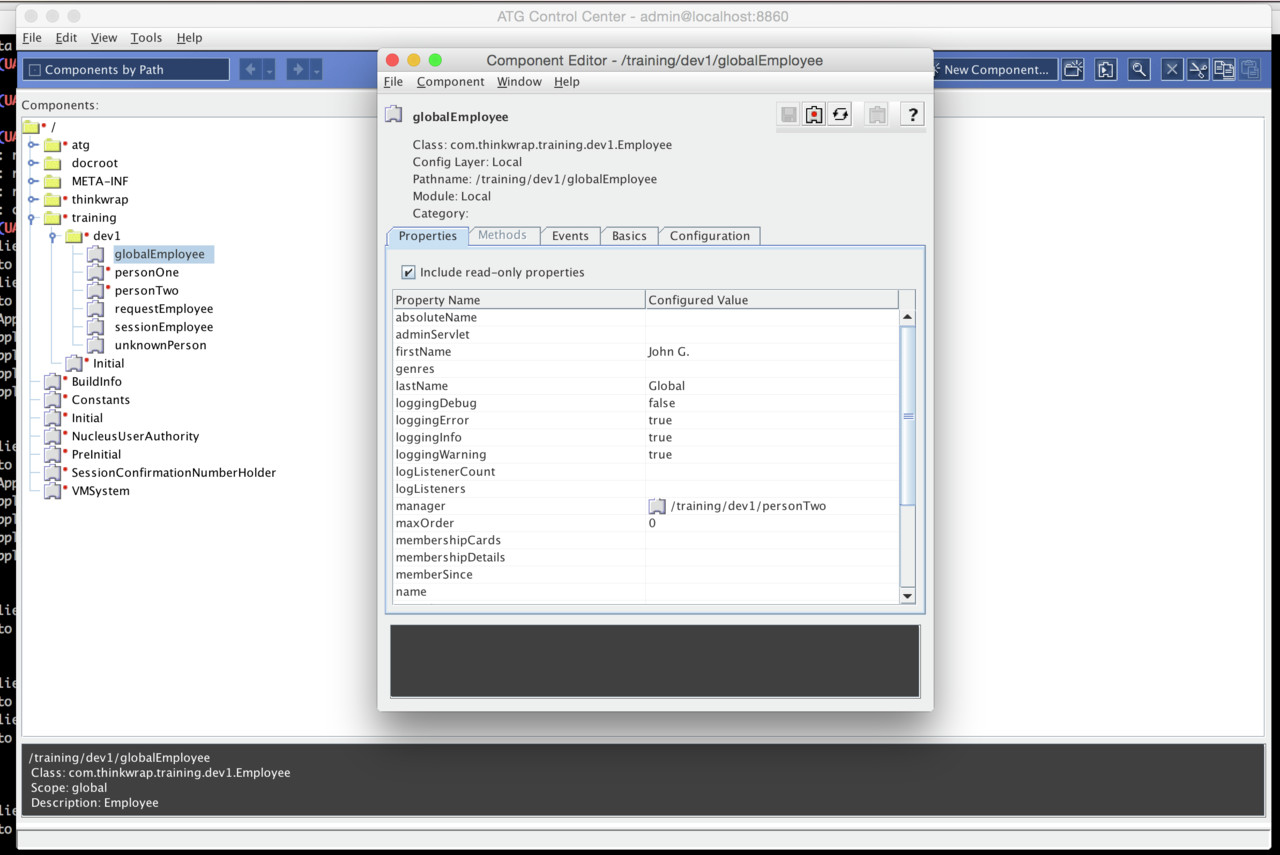 ATG Control Center - admin@localhost:8860
File Edit View Tools Help
Components by Path
New Component...
Components:
/
atg
docroot
META-INF
thinkwrap
training
dev1
globalEmployee
personOne
personTwo
requestEmployee
sessionEmployee
unknownPerson
Initial
BuildInfo
Constants
Initial
NucleusUserAuthority
PreInitial
SessionConfirmationNumberHolder
VMSystem
Component Editor - /training/dev1/globalEmployee
File Component Window Help
globalEmployee
?
Class: com.thinkwrap.training.dev1.Employee
Config Layer: Local
Pathname: /training/dev1/globalEmployee
Module: Local
Category:
Properties Methods Events Basics Configuration
Include read-only properties
Property Name Configured Value
absoluteName
adminServlet
firstName John G.
genres
lastName Global
loggingDebug false
loggingError true
loggingInfo true
loggingWarning true
logListenerCount
logListeners
manager /training/dev1/personTwo
maxOrder 0
membershipCards
membershipDetails
memberSince
name
/training/dev1/globalEmployee
Class: com.thinkwrap.training.dev1.Employee
Scope: global
Description: Employee